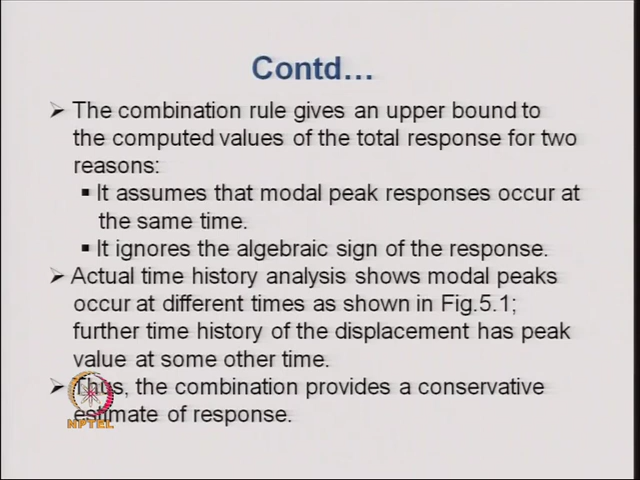 Contd…
➢ The combination rule gives an upper bound to
the computed values of the total response for two
reasons:
▪ It assumes that modal peak responses occur at
the same time.
▪ It ignores the algebraic sign of the response.
➢ Actual time history analysis shows modal peaks
occur at different times as shown in Fig.5.1;
further time history of the displacement has peak
value at some other time.
➢ Thus, the combination provides a conservative
estimate of response.
NPTEL